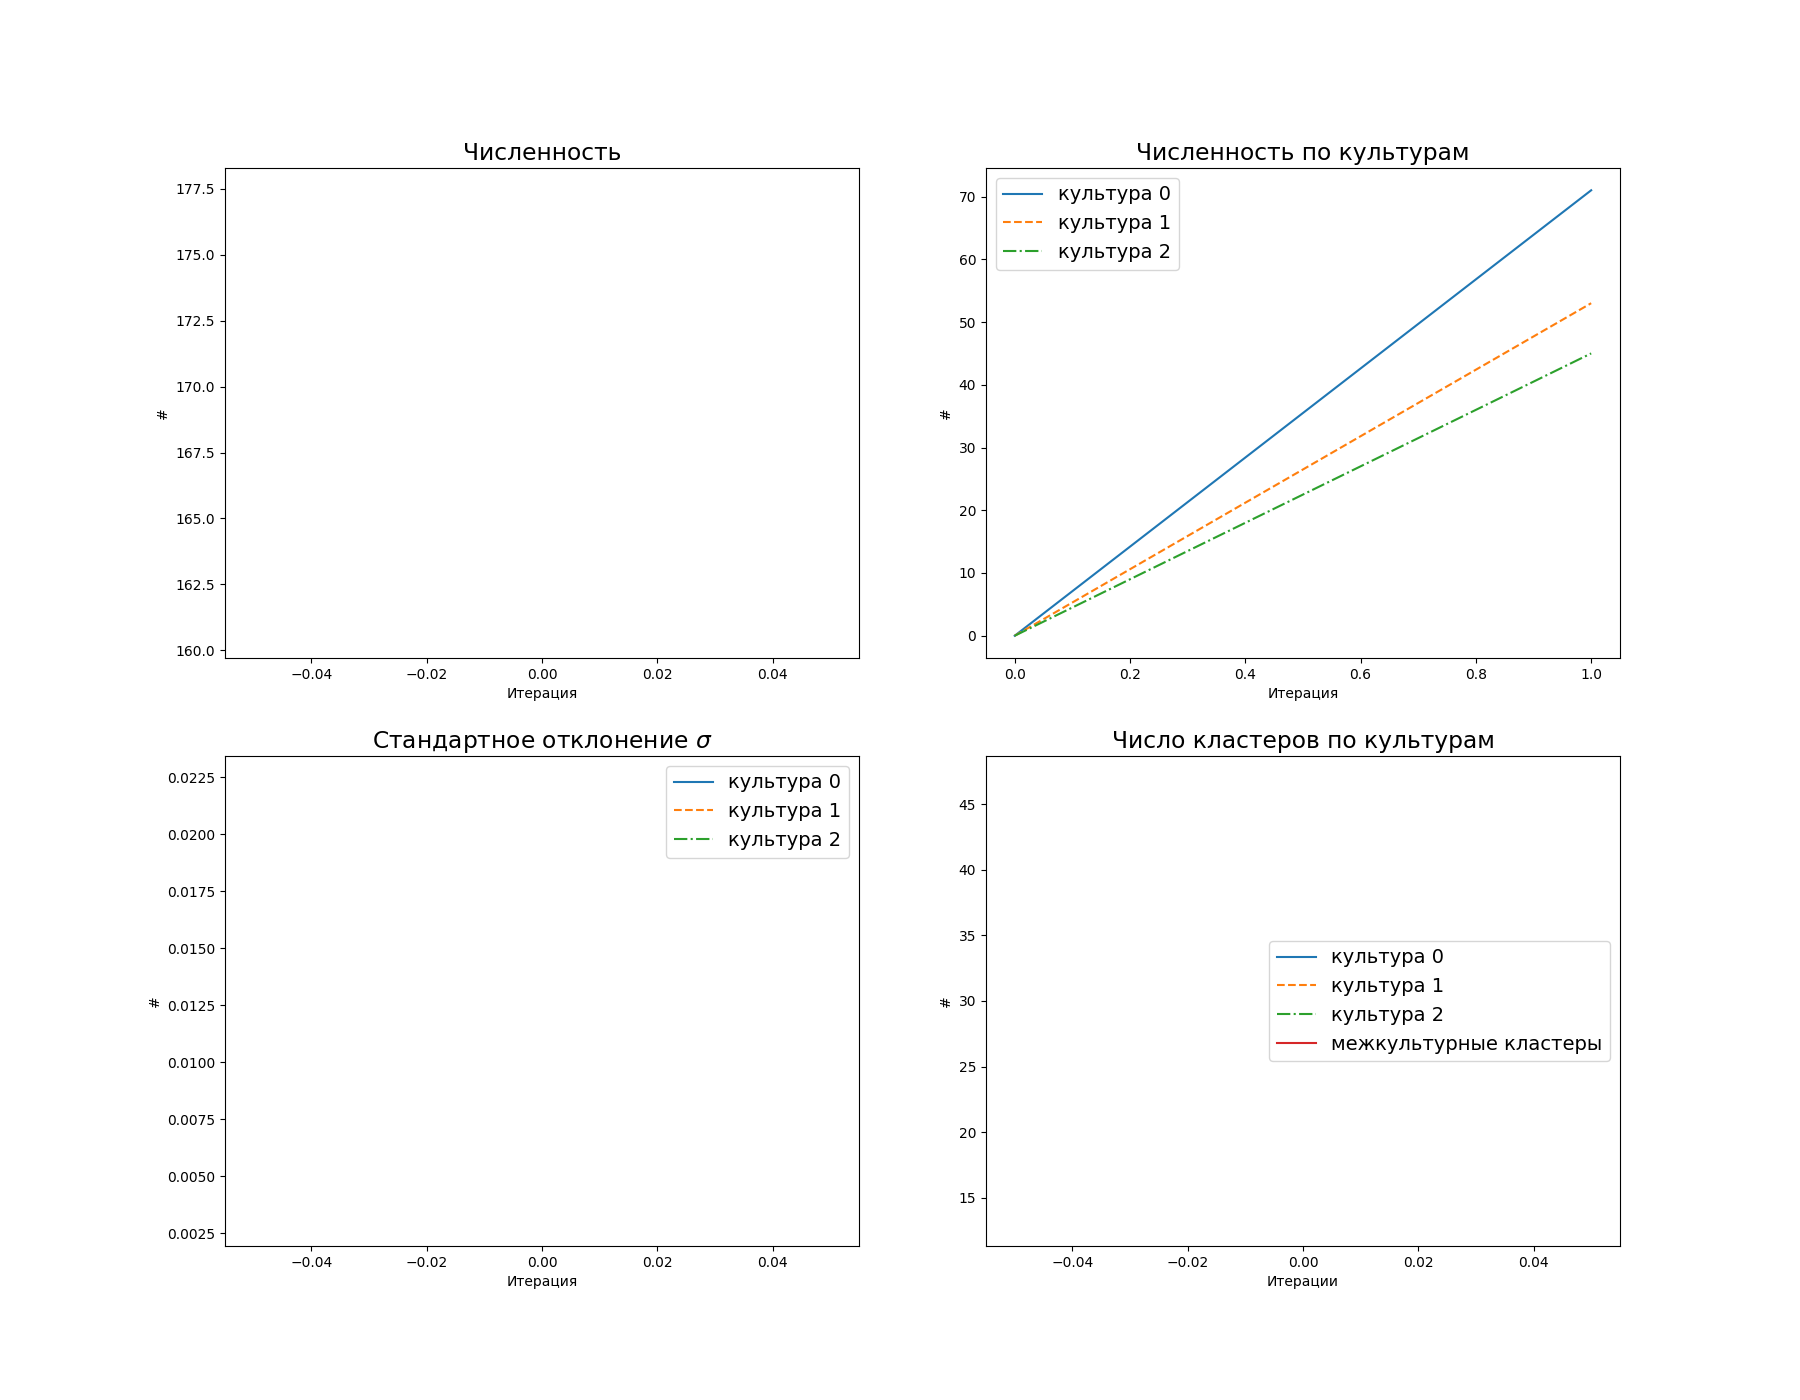 Численность
177.5
175.0
172.5
170.0
167.5
165.0
162.5
160.0
#
−0.04 −0.02 0.00 0.02 0.04
Итерация
Численность по культурам
культура 0
культура 1
культура 2
70
60
50
40
30
20
10
0
#
0.0 0.2 0.4 0.6 0.8 1.0
Итерация
Стандартное отклонение σ
культура 0
культура 1
культура 2
0.0225
0.0200
0.0175
0.0150
0.0125
0.0100
0.0075
0.0050
0.0025
#
−0.04 −0.02 0.00 0.02 0.04
Итерация
Число кластеров по культурам
45
40
35
30
25
20
15
#
культура 0
культура 1
культура 2
межкультурные кластеры
−0.04 −0.02 0.00 0.02 0.04
Итерации